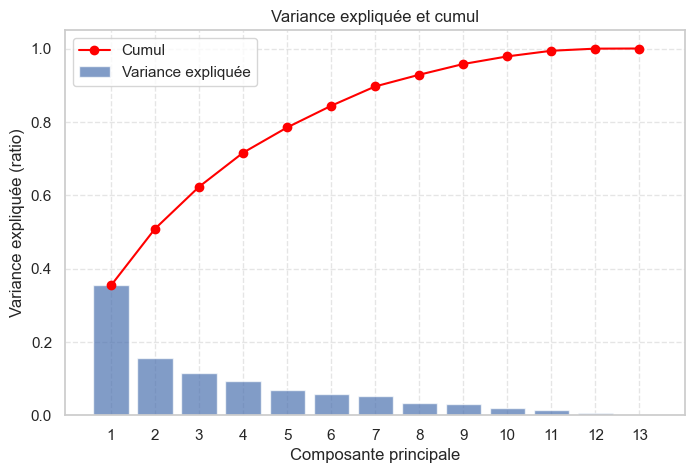 Variance expliquée et cumul
Cumul
Variance expliquée
Variance expliquée (ratio)
1.0
0.8
0.6
0.4
0.2
0.0
1 2 3 4 5 6 7 8 9 10 11 12 13
Composante principale